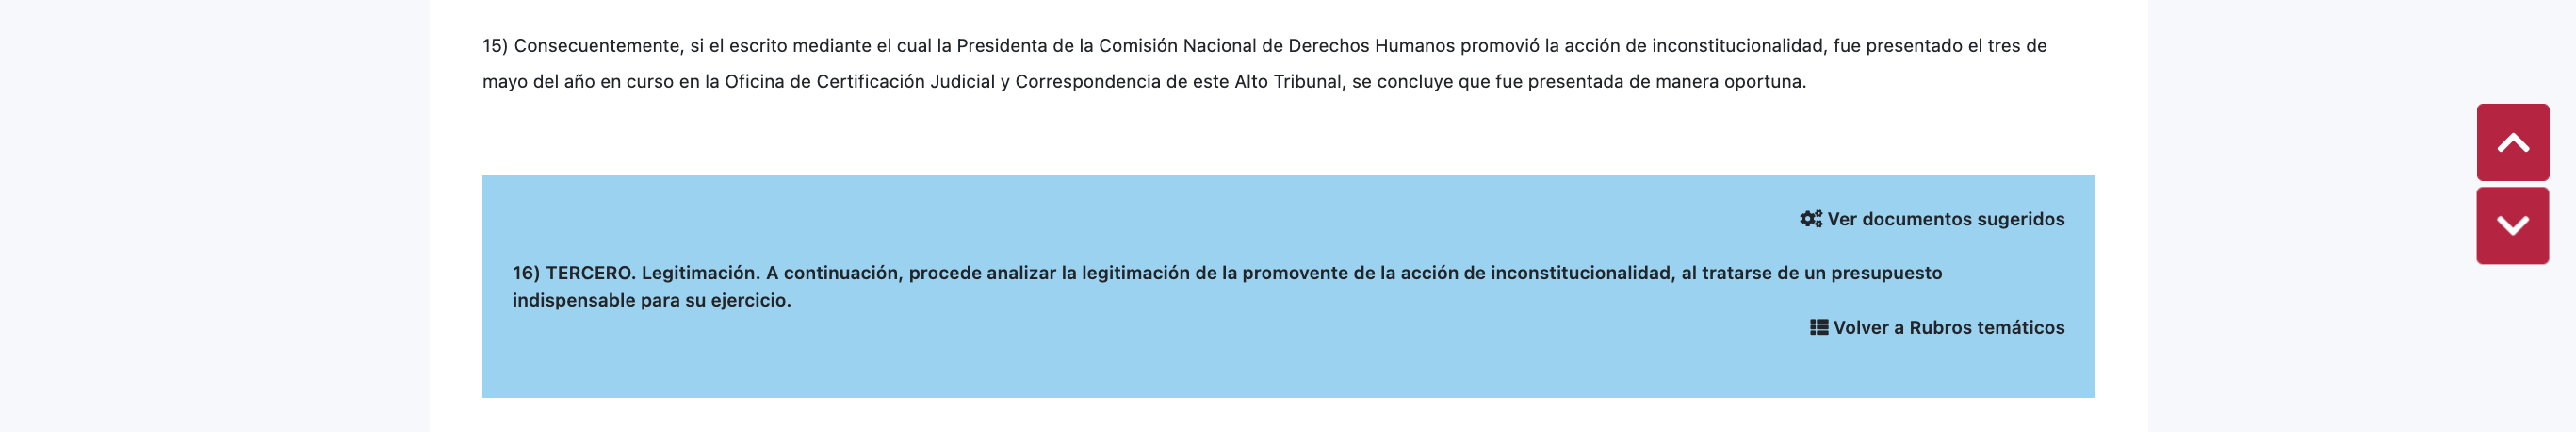 15) Consecuentemente, si el escrito mediante el cual la Presidenta de la Comisión Nacional de Derechos Humanos promovió la acción de inconstitucionalidad, fue presentado el tres de
mayo del año en curso en la Oficina de Certificación Judicial y Correspondencia de este Alto Tribunal, se concluye que fue presentada de manera oportuna.
Ver documentos sugeridos
16) TERCERO. Legitimación. A continuación, procede analizar la legitimación de la promovente de la acción de inconstitucionalidad, al tratarse de un presupuesto
indispensable para su ejercicio.
Volver a Rubros temáticos